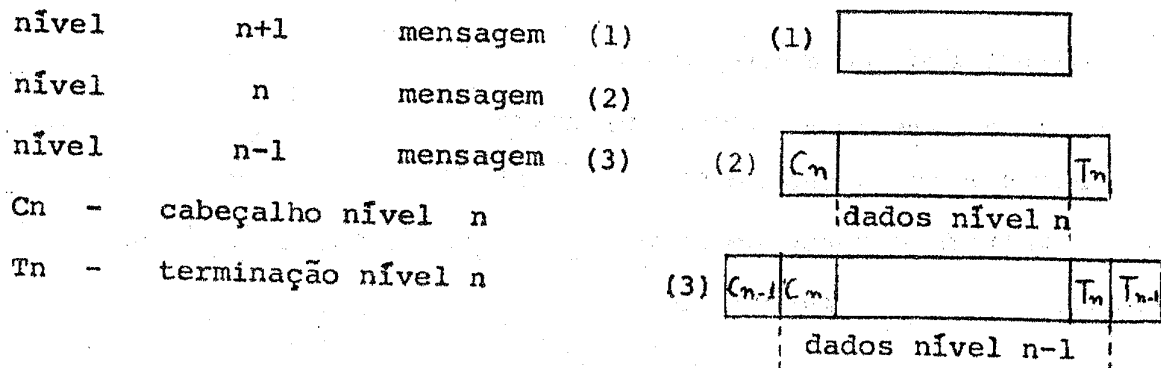 nível n+1 mensagem (1) (1)
nível n mensagem (2)
nível n-1 mensagem (3) (2) Cn Tn
Cn - cabeçalho nível n dados nível n
Tn - terminação nível n (3) Cn-1 Cn Tn Tn-1
dados nível n-1